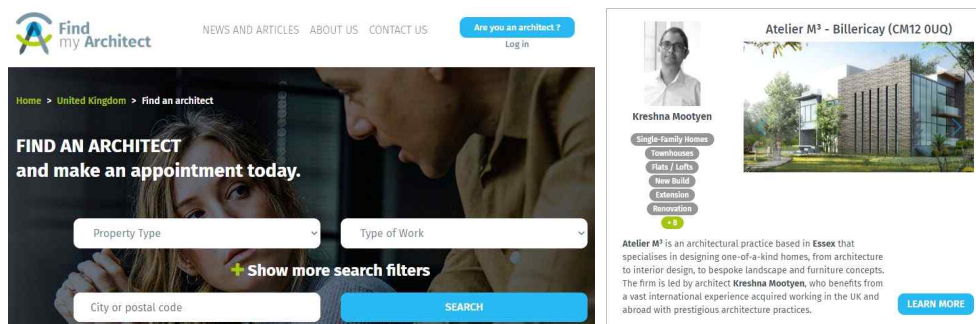 Find
my Architect
NEWS AND ARTICLES ABOUT US CONTACT US
Are you an architect ?
Log in
Home > United Kingdom > Find an architect
FIND AN ARCHITECT
and make an appointment today.
Property Type
Type of Work
+ Show more search filters
City or postal code
SEARCH
Atelier M³ - Billericay (CM12 0UQ)
Kreshna Mootyen
Single-Family Homes
Townhouses
Flats / Lofts
New Build
Extension
Renovation
+ 8
Atelier M³ is an architectural practice based in Essex that
specialises in designing one-of-a-kind homes, from architecture
to interior design, to bespoke landscape and furniture concepts.
The firm is led by architect Kreshna Mootyen, who benefits from
a vast international experience acquired working in the UK and
abroad with prestigious architecture practices.
LEARN MORE